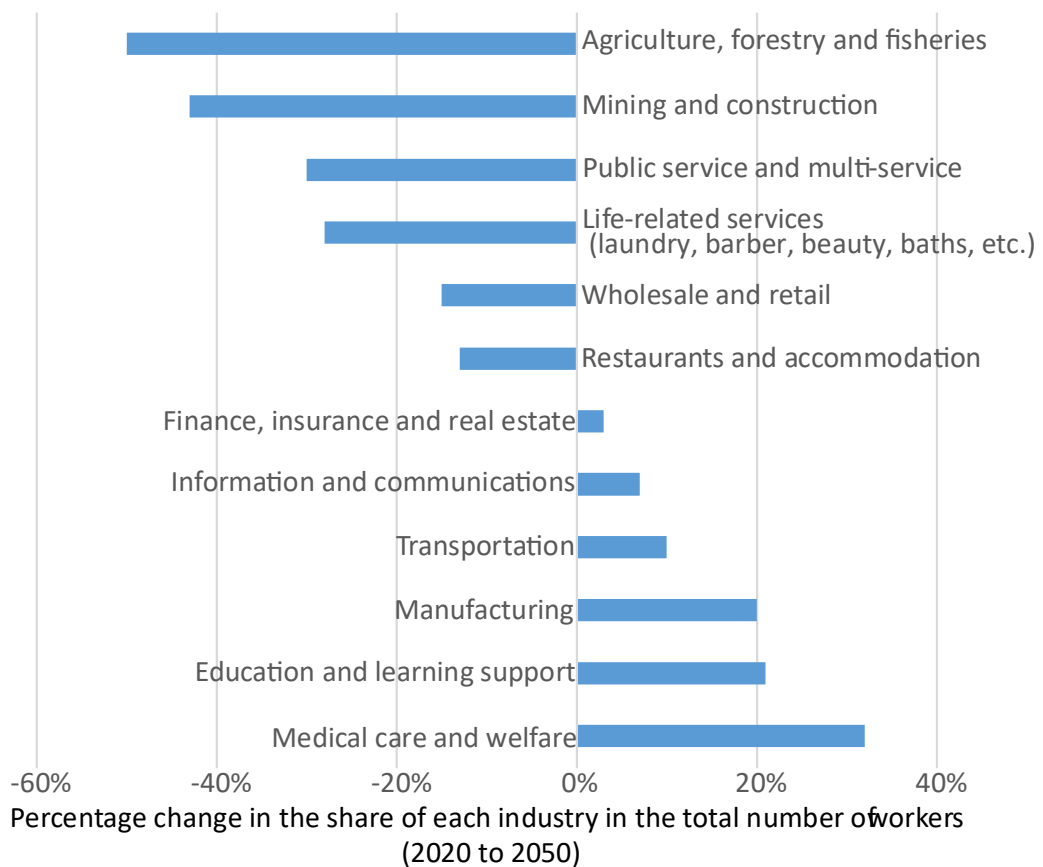 Agriculture, forestry and fisheries
Mining and construction
Public service and multi-service
Life-related services
(laundry, barber, beauty, baths, etc.)
Wholesale and retail
Restaurants and accommodation
Finance, insurance and real estate
Information and communications
Transportation
Manufacturing
Education and learning support
Medical care and welfare
-60% -40% -20% 0% 20% 40%
Percentage change in the share of each industry in the total number of workers
(2020 to 2050)